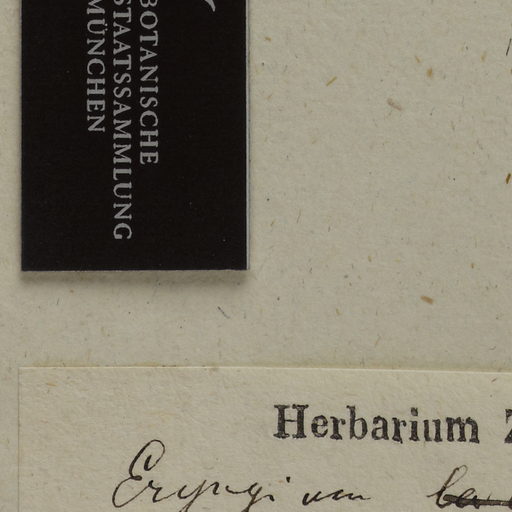 BOTANISCHE
STAATSSAMMLUNG
MÜNCHEN
Herbarium
Eryngium